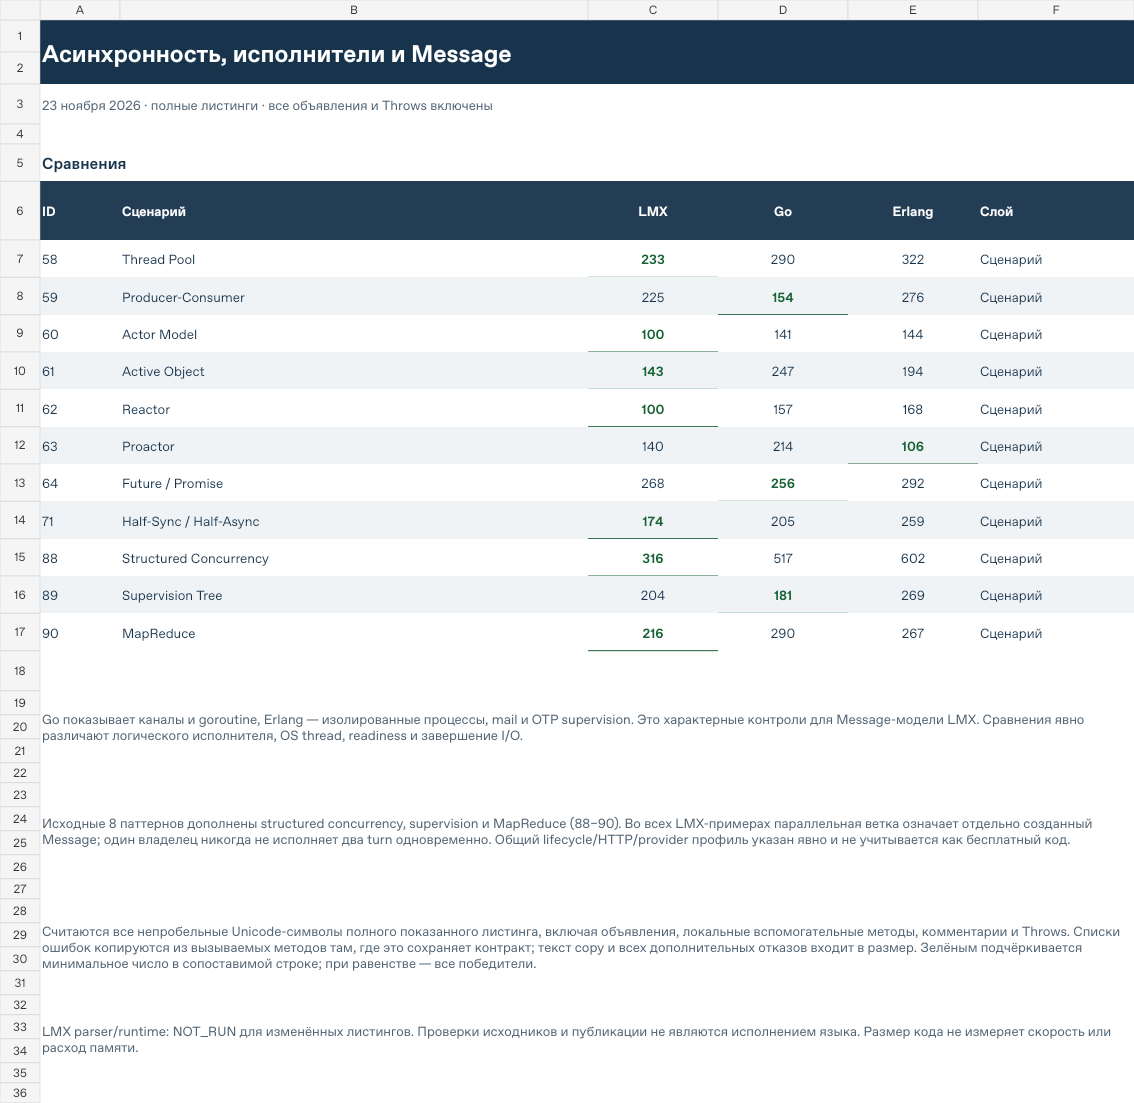 A B C D E F
1
2
Асинхронность, исполнители и Message
3 23 ноября 2026 · полные листинги · все объявления и Throws включены
4
5 Сравнения
6 ID Сценарий LMX Go Erlang Слой
7 58 Thread Pool 233 290 322 Сценарий
8 59 Producer-Consumer 225 154 276 Сценарий
9 60 Actor Model 100 141 144 Сценарий
10 61 Active Object 143 247 194 Сценарий
11 62 Reactor 100 157 168 Сценарий
12 63 Proactor 140 214 106 Сценарий
13 64 Future / Promise 268 256 292 Сценарий
14 71 Half-Sync / Half-Async 174 205 259 Сценарий
15 88 Structured Concurrency 316 517 602 Сценарий
16 89 Supervision Tree 204 181 269 Сценарий
17 90 MapReduce 216 290 267 Сценарий
18
19
20
21
Go показывает каналы и goroutine, Erlang — изолированные процессы, mail и OTP supervision. Это характерные контроли для Message-модели LMX. Сравнения явно
различают логического исполнителя, OS thread, readiness и завершение I/O.
22
23
24
25
26
Исходные 8 паттернов дополнены structured concurrency, supervision и MapReduce (88–90). Во всех LMX-примерах параллельная ветка означает отдельно созданный
Message; один владелец никогда не исполняет два turn одновременно. Общий lifecycle/HTTP/provider профиль указан явно и не учитывается как бесплатный код.
27
28
29
30
31
Считаются все непробельные Unicode-символы полного показанного листинга, включая объявления, локальные вспомогательные методы, комментарии и Throws. Списки
ошибок копируются из вызываемых методов там, где это сохраняет контракт; текст copy и всех дополнительных отказов входит в размер. Зелёным подчёркивается
минимальное число в сопоставимой строке; при равенстве — все победители.
32
33
34
LMX parser/runtime: NOT_RUN для изменённых листингов. Проверки исходников и публикации не являются исполнением языка. Размер кода не измеряет скорость или
расход памяти.
35
36